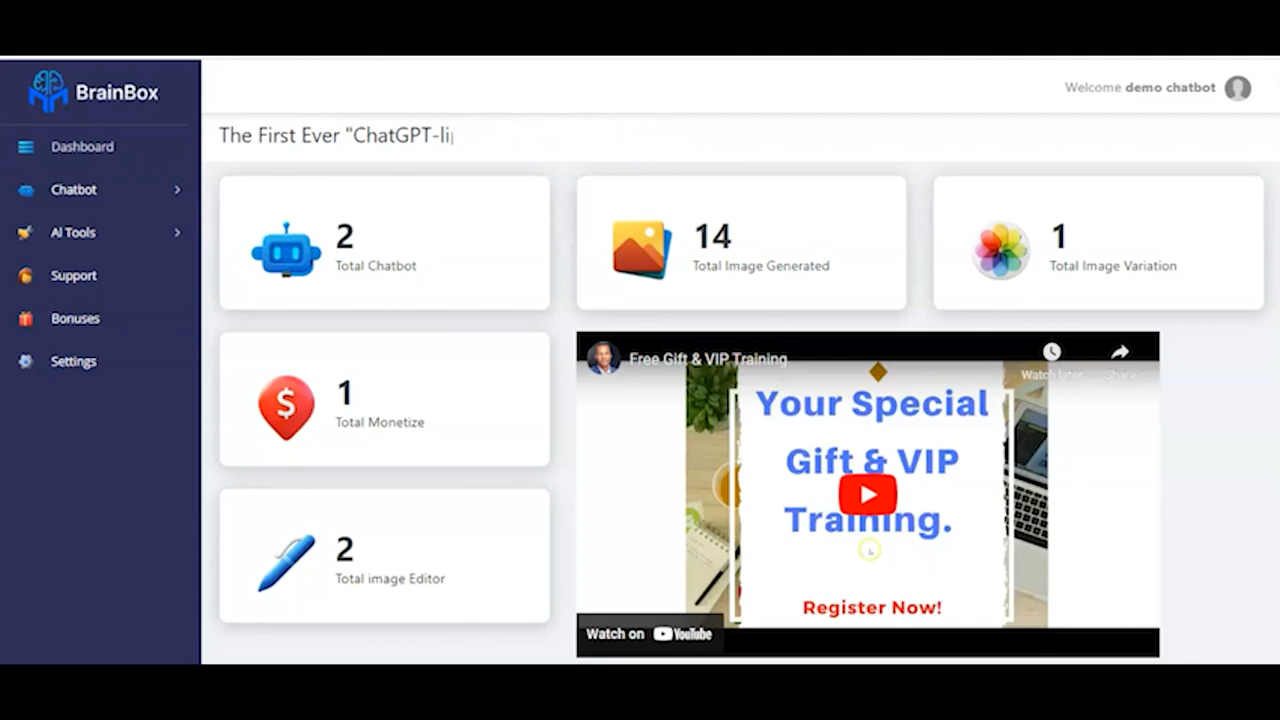 BrainBox
Welcome demo chatbot
Dashboard
Chatbot
AI Tools
Support
Bonuses
Settings
The First Ever "ChatGPT-li
2
Total Chatbot
14
Total Image Generated
1
Total Image Variation
1
Total Monetize
2
Total image Editor
Free Gift & VIP Training
Watch later
Share
Your Special
Gift & VIP
Training.
Register Now!
Watch on YouTube